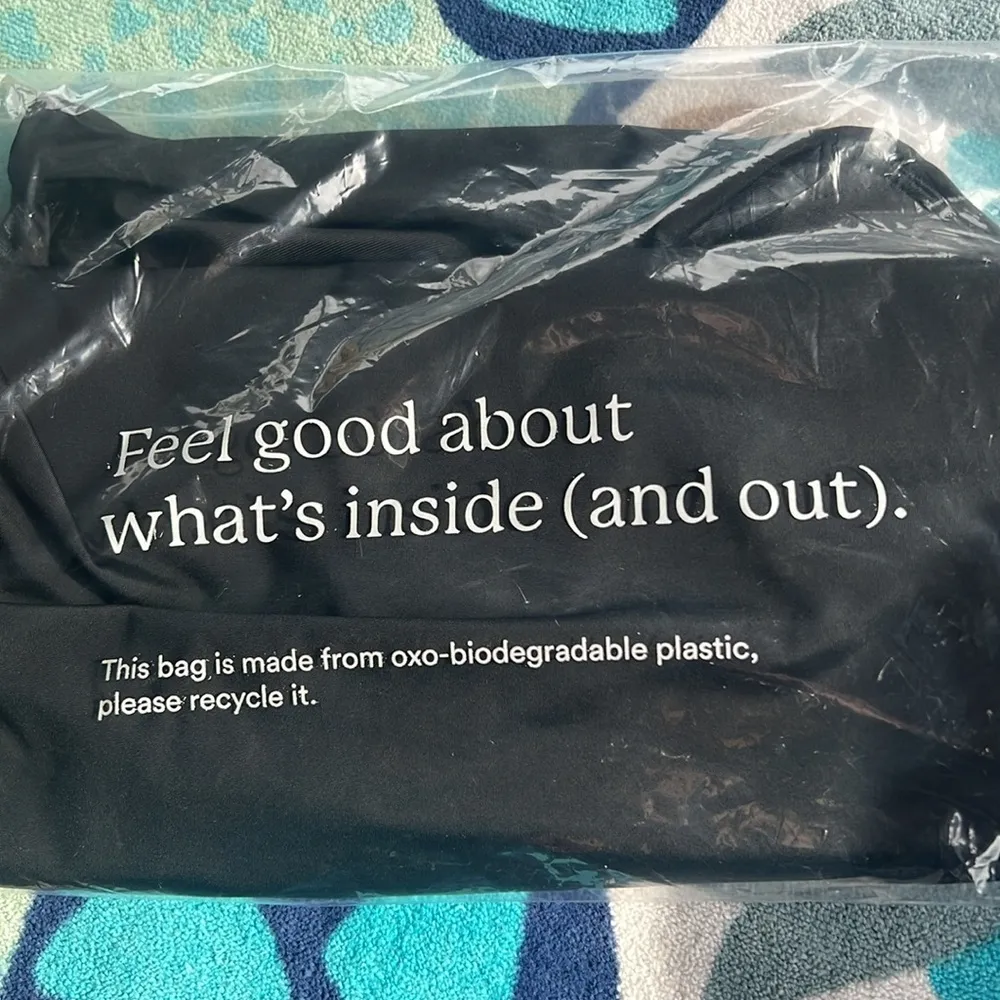 Feel good about
what's inside (and out).
This bag is made from oxo-biodegradable plastic,
please recycle it.